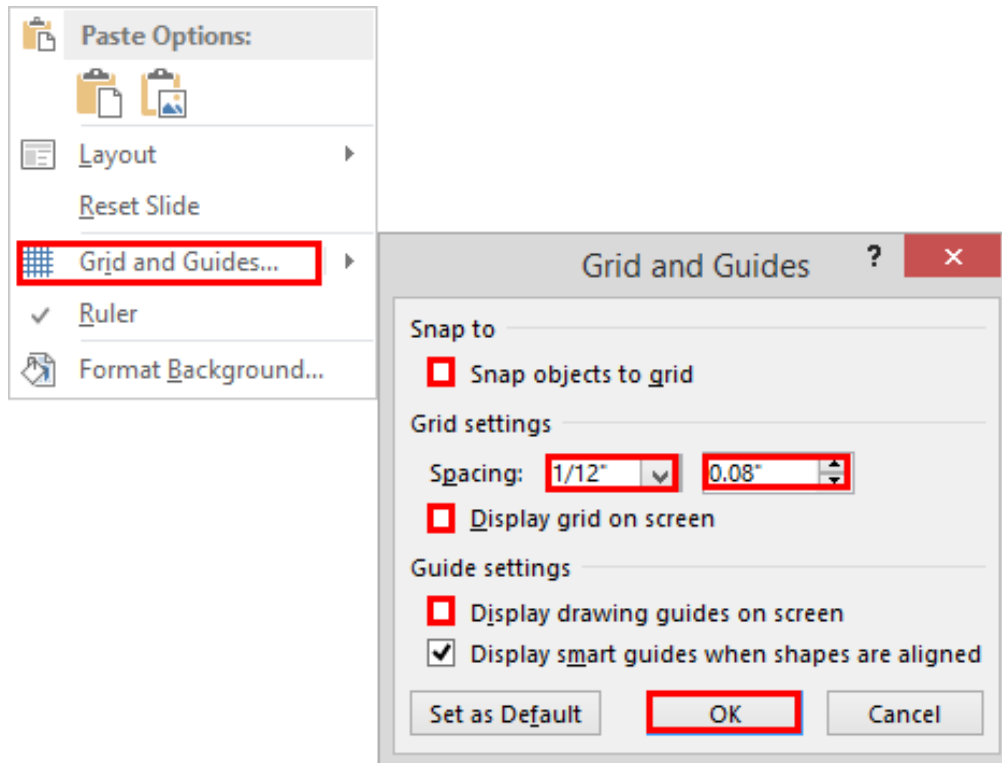 Paste Options:
Layout
Reset Slide
Grid and Guides...
Ruler
Format Background...
Grid and Guides ? ×
Snap to
Snap objects to grid
Grid settings
Spacing: 1/12" 0.08"
Display grid on screen
Guide settings
Display drawing guides on screen
Display smart guides when shapes are aligned
Set as Default OK Cancel